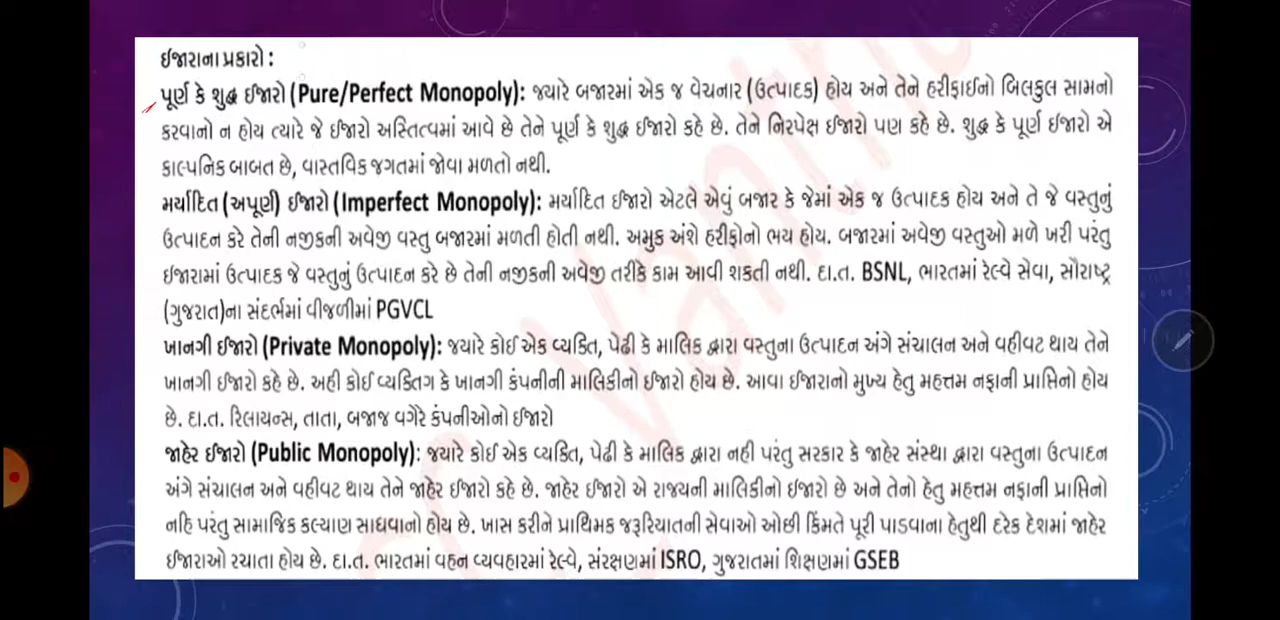 ઈજારાના પ્રકારો :
પૂર્ણ કે શુદ્ધ ઈજારો (Pure/Perfect Monopoly): જ્યારે બજારમાં એક જ વેચનાર (ઉત્પાદક) હોય અને તેને હરીફાઈનો બિલકુલ સામનો
કરવાનો ન હોય ત્યારે જે ઈજારો અસ્તિત્વમાં આવે છે તેને પૂર્ણ કે શુદ્ધ ઈજારો કહે છે. તેને નિરપેક્ષ ઈજારો પણ કહે છે. શુદ્ધ કે પૂર્ણ ઈજારો એ
કાલ્પનિક બાબત છે, વાસ્તવિક જગતમાં જોવા મળતો નથી.
મર્યાદિત (અપૂર્ણ) ઈજારો (Imperfect Monopoly): મર્યાદિત ઈજારો એટલે એવું બજાર કે જેમાં એક જ ઉત્પાદક હોય અને તે જે વસ્તુનું
ઉત્પાદન કરે તેની નજીકની અવેજી વસ્તુ બજારમાં મળતી હોતી નથી. અમુક અંશે હરીફોનો ભય હોય. બજારમાં અવેજી વસ્તુઓ મળે ખરી પરંતુ
ઈજારામાં ઉત્પાદક જે વસ્તુનું ઉત્પાદન કરે છે તેની નજીકની અવેજી તરીકે કામ આવી શકતી નથી. દા.ત. BSNL, ભારતમાં રેલ્વે સેવા, સૌરાષ્ટ્ર
(ગુજરાત)ના સંદર્ભમાં વીજળીમાં PGVCL
ખાનગી ઈજારો (Private Monopoly): જ્યારે કોઈ એક વ્યક્તિ, પેઢી કે માલિક દ્વારા વસ્તુના ઉત્પાદન અંગે સંચાલન અને વહીવટ થાય તેને
ખાનગી ઈજારો કહે છે. અહી કોઈ વ્યક્તિગ કે ખાનગી કંપનીની માલિકીનો ઈજારો હોય છે. આવા ઈજારાનો મુખ્ય હેતુ મહત્તમ નફાની પ્રાપ્તિનો હોય
છે. દા.ત. રિલાયન્સ, તાતા, બજાજ વગેરે કંપનીઓનો ઈજારો
જાહેર ઈજારો (Public Monopoly): જ્યારે કોઈ એક વ્યક્તિ, પેઢી કે માલિક દ્વારા નહી પરંતુ સરકાર કે જાહેર સંસ્થા દ્વારા વસ્તુના ઉત્પાદન
અંગે સંચાલન અને વહીવટ થાય તેને જાહેર ઈજારો કહે છે. જાહેર ઈજારો એ રાજ્યની માલિકીનો ઈજારો છે અને તેનો હેતુ મહત્તમ નફાની પ્રાપ્તિનો
નહિ પરંતુ સામાજિક કલ્યાણ સાધવાનો હોય છે. ખાસ કરીને પ્રાથમિક જરૂરિયાતની સેવાઓ ઓછી કિંમતે પૂરી પાડવાના હેતુથી દરેક દેશમાં જાહેર
ઈજારાઓ રચાતા હોય છે. દા.ત. ભારતમાં વહન વ્યવહારમાં રેલ્વે, સંરક્ષણમાં ISRO, ગુજરાતમાં શિક્ષણમાં GSEB